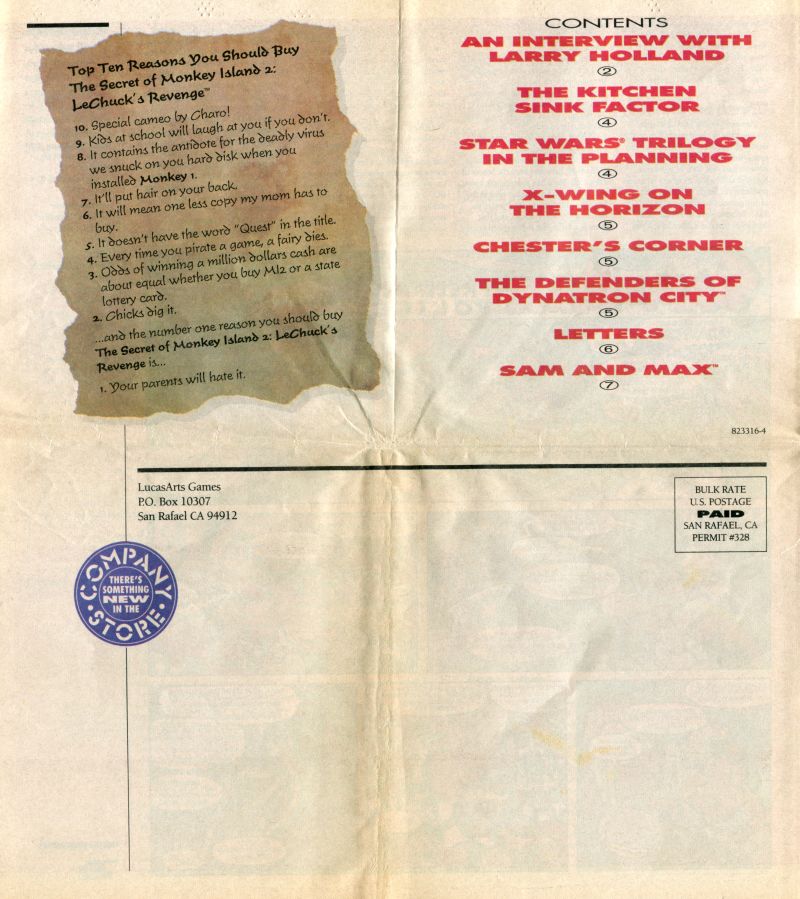 Top Ten Reasons You Should Buy
The Secret of Monkey Island 2:
LeChuck's Revenge™
10. Special cameo by Charo!
9. Kids at school will laugh at you if you don't.
8. It contains the antidote for the deadly virus
we snuck on you hard disk when you
installed Monkey 1.
7. It'll put hair on your back.
6. It will mean one less copy my mom has to
buy.
5. It doesn't have the word "Quest" in the title.
4. Every time you pirate a game, a fairy dies.
3. Odds of winning a million dollars cash are
about equal whether you buy MI2 or a state
lottery card.
2. Chicks dig it.
...and the number one reason you should buy
The Secret of Monkey Island 2: LeChuck's
Revenge is...
1. Your parents will hate it.
CONTENTS
AN INTERVIEW WITH
LARRY HOLLAND
2
THE KITCHEN
SINK FACTOR
4
STAR WARS® TRILOGY
IN THE PLANNING
4
X-WING ON
THE HORIZON
5
CHESTER'S CORNER
5
THE DEFENDERS OF
DYNATRON CITY™
5
LETTERS
6
SAM AND MAX™
7
823316-4
LucasArts Games
P.O. Box 10307
San Rafael CA 94912
BULK RATE
U.S. POSTAGE
PAID
SAN RAFAEL, CA
PERMIT #328
COMPANY
THERE'S
SOMETHING
NEW
IN THE
STORE